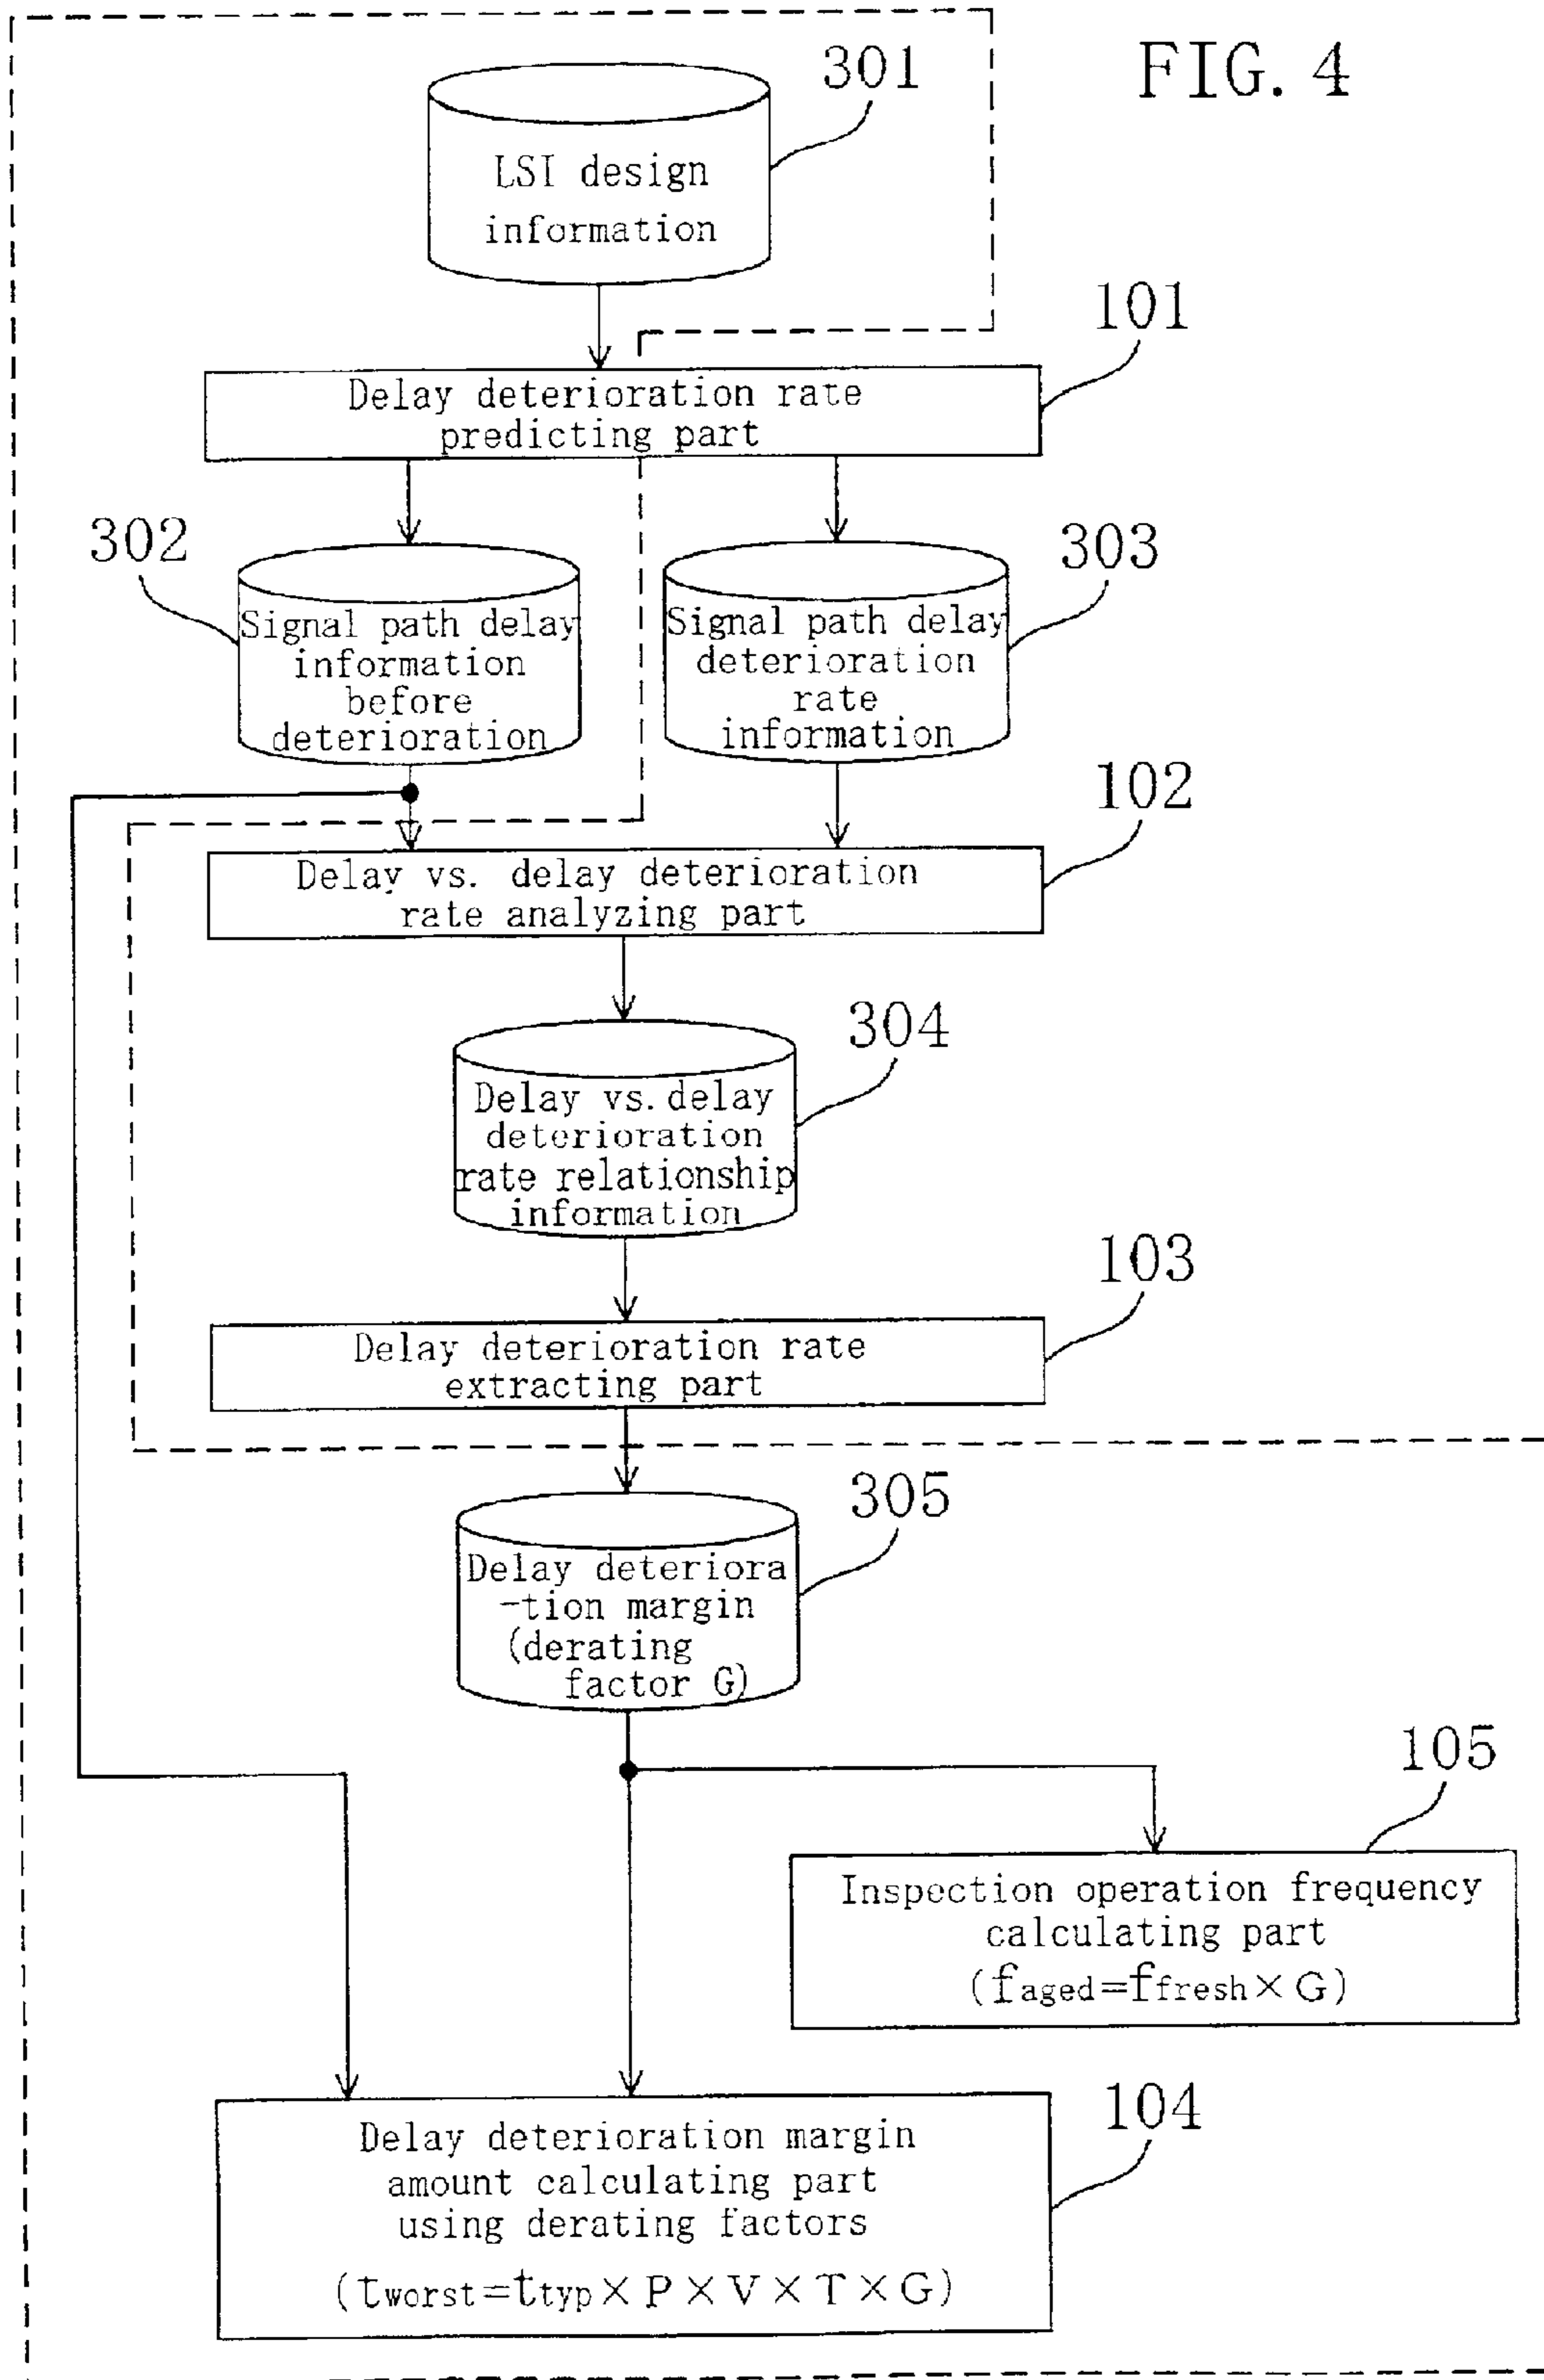 FIG. 4
301
LSI design
information
101
Delay deterioration rate
predicting part
302
303
Signal path delay
information
before
deterioration
Signal path delay
deterioration
rate
information
102
Delay vs. delay deterioration
rate analyzing part
304
Delay vs. delay
deterioration
rate relationship
information
103
Delay deterioration rate
extracting part
305
Delay deteriora
-tion margin
(derating
factor G)
105
Inspection operation frequency
calculating part
(faged=ffresh×G)
104
Delay deterioration margin
amount calculating part
using derating factors
(tworst=ttyp×P×V×T×G)